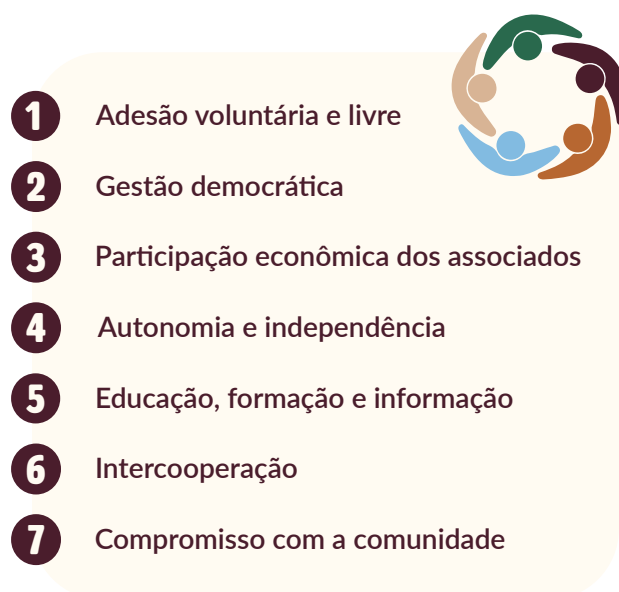 1 Adesão voluntária e livre
2 Gestão democrática
3 Participação econômica dos associados
4 Autonomia e independência
5 Educação, formação e informação
6 Intercooperação
7 Compromisso com a comunidade